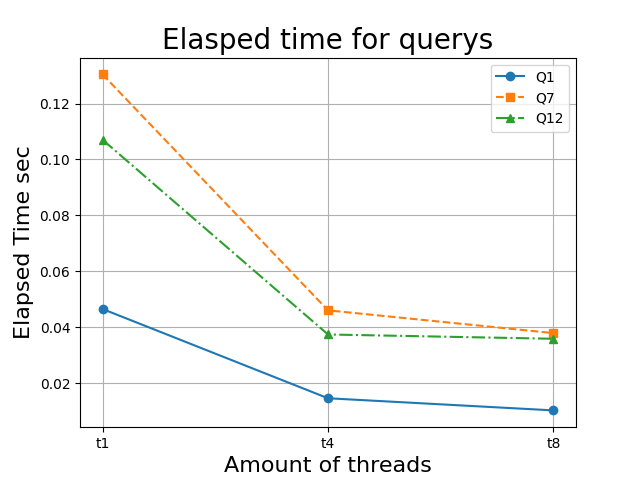 Elasped time for querys
Q1
Q7
Q12
0.12
0.10
0.08
0.06
0.04
0.02
Elapsed Time sec
t1
t4
t8
Amount of threads